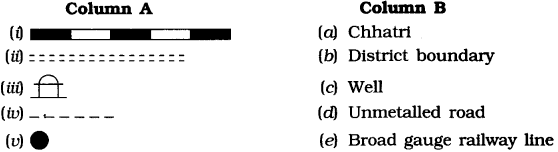 Column A Column B
(i) (a) Chhatri
(ii) (b) District boundary
(iii) (c) Well
(iv) (d) Unmetalled road
(v) (e) Broad gauge railway line